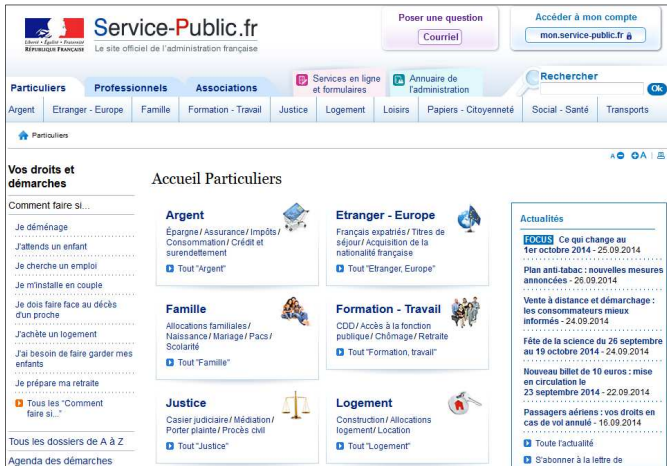 Liberté • Égalité • Fraternité
RÉPUBLIQUE FRANÇAISE
Service-Public.fr
Le site officiel de l'administration française
Poser une question
Courriel
Accéder à mon compte
mon.service-public.fr
Particuliers
Professionnels
Associations
Services en ligne
et formulaires
Annuaire de
l'administration
Rechercher
Ok
Argent
Etranger - Europe
Famille
Formation - Travail
Justice
Logement
Loisirs
Papiers - Citoyenneté
Social - Santé
Transports
Particuliers
A
A
Vos droits et
démarches
Comment faire si...
Je déménage
J'attends un enfant
Je cherche un emploi
Je m'installe en couple
Je dois faire face au décès
d'un proche
J'achète un logement
J'ai besoin de faire garder mes
enfants
Je prépare ma retraite
Tous les "Comment
faire si..."
Tous les dossiers de A à Z
Agenda des démarches
Accueil Particuliers
Argent
Épargne / Assurance / Impôts /
Consommation / Crédit et
surendettement
Tout "Argent"
Etranger - Europe
Français expatriés / Titres de
séjour / Acquisition de la
nationalité française
Tout "Etranger, Europe"
Famille
Allocations familiales /
Naissance / Mariage / Pacs /
Scolarité
Tout "Famille"
Formation - Travail
CDD / Accès à la fonction
publique / Chômage / Retraite
Tout "Formation, travail"
Justice
Casier judiciaire / Médiation /
Porter plainte / Procès civil
Tout "Justice"
Logement
Construction / Allocations
logement / Location
Tout "Logement"
Actualités
FOCUS Ce qui change au
1er octobre 2014 - 25.09.2014
Plan anti-tabac : nouvelles mesures
annoncées - 26.09.2014
Vente à distance et démarchage :
les consommateurs mieux
informés - 24.09.2014
Fête de la science du 26 septembre
au 19 octobre 2014 - 24.09.2014
Nouveau billet de 10 euros : mise
en circulation le
23 septembre 2014 - 22.09.2014
Passagers aériens : vos droits en
cas de vol annulé - 16.09.2014
Toute l'actualité
S'abonner à la lettre de